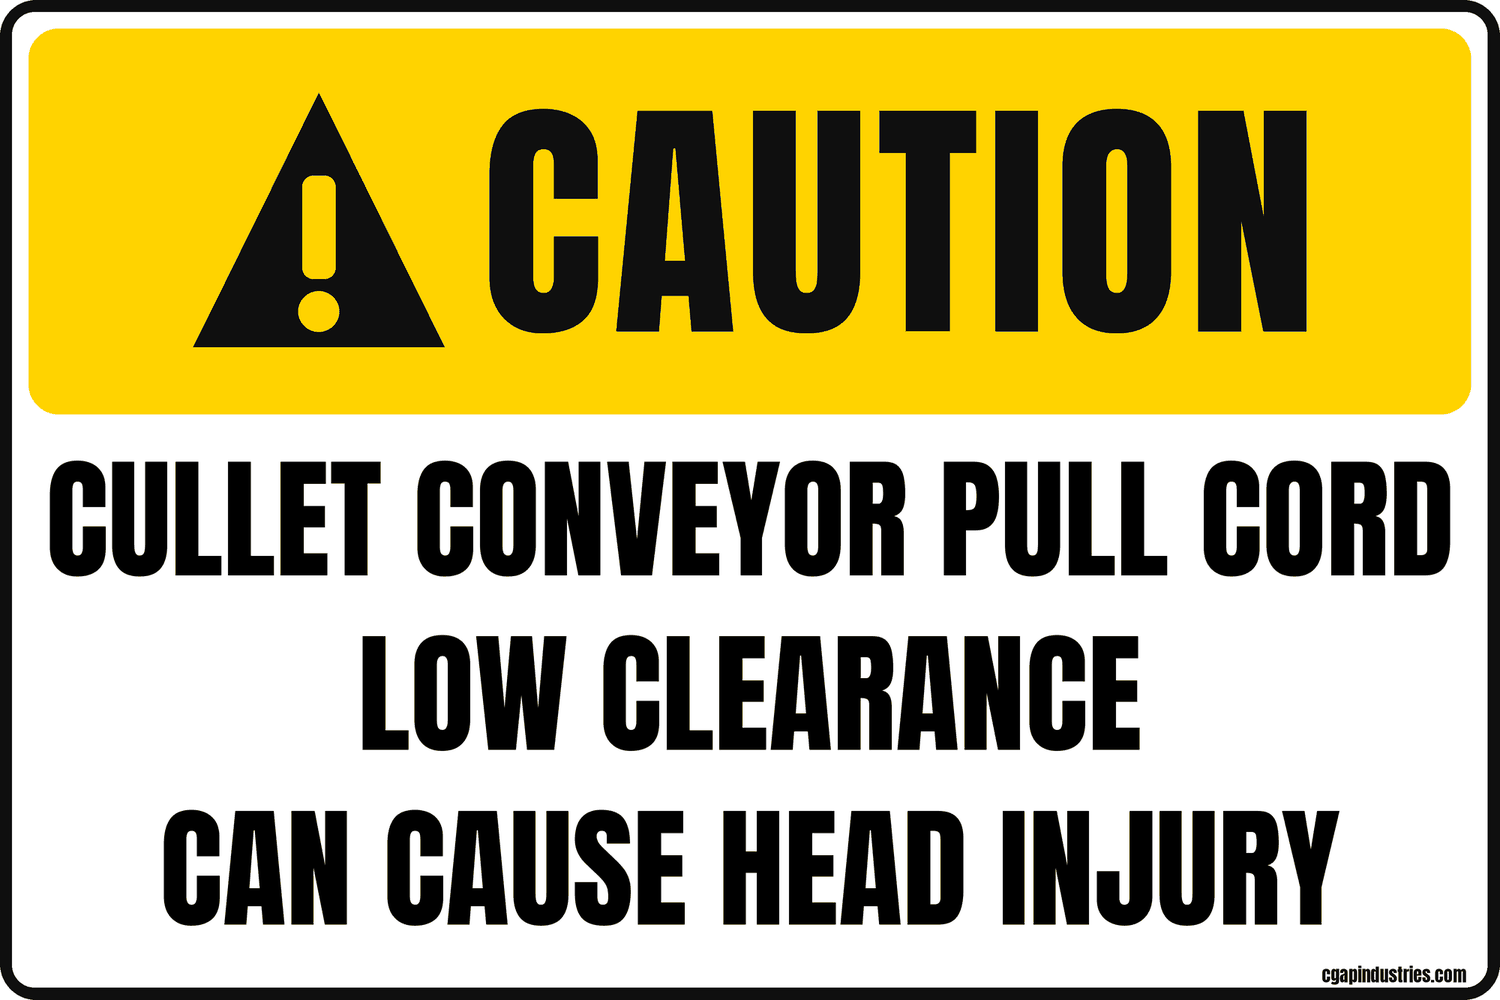 CAUTION
CULLET CONVEYOR PULL CORD
LOW CLEARANCE
CAN CAUSE HEAD INJURY
cgapindustries.com